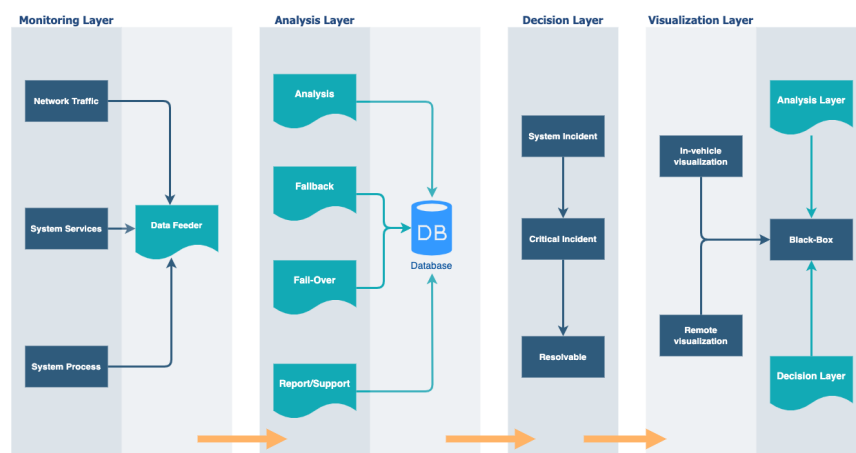 Monitoring Layer
Network Traffic
System Services
Data Feeder
System Process
Analysis Layer
Analysis
Fallback
Fail-Over
Report/Support
DB
Database
Decision Layer
System Incident
Critical Incident
Resolvable
Visualization Layer
In-vehicle
visualization
Remote
visualization
Analysis Layer
Black-Box
Decision Layer